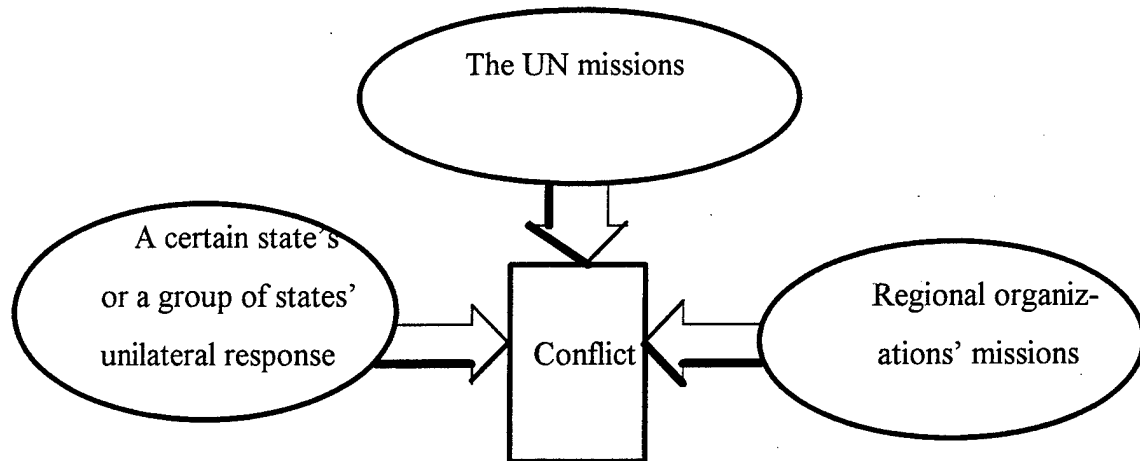 The UN missions
A certain state's
or a group of states'
unilateral response
Conflict
Regional organiz-
ations' missions